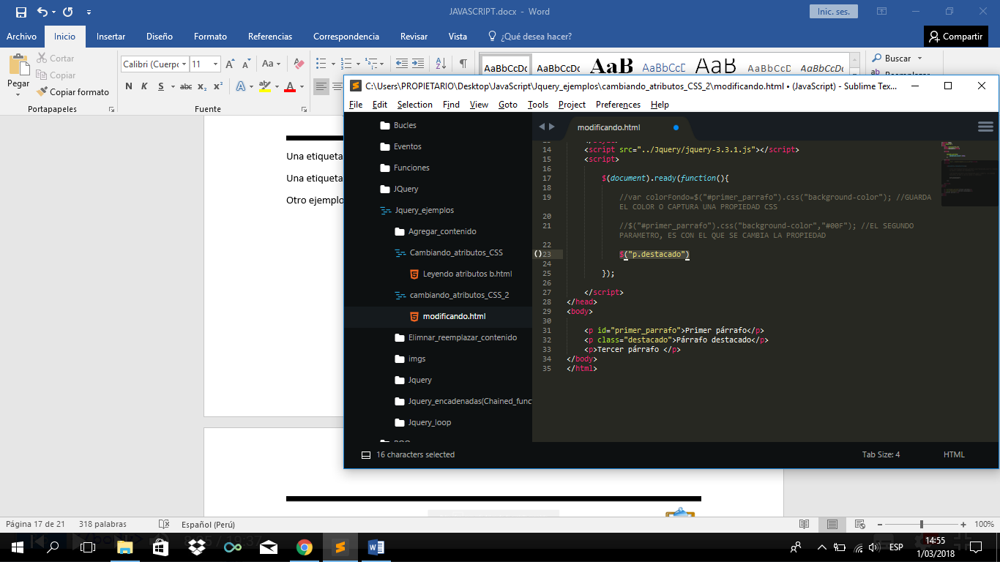 JAVASCRIPT.docx - Word
Inic. ses.
Archivo Inicio Insertar Diseño Formato Referencias Correspondencia Revisar Vista ¿Qué desea hacer? Compartir
Pegar
Cortar
Copiar
Copiar formato
Portapapeles
Calibri (Cuerpo 11
Aa
N K S abc x₂ x²
Fuente
AaBbCcDc AaBbCcDc AaBbC AaBbCcD AaB AaBbCcD AaBbCcDc AaBbCcDc
Buscar
Una etiqueta
Una etiqueta
Otro ejemplo
C:\Users\PROPIETARIO\Desktop\JavaScript\Jquery_ejemplos\cambiando_atributos_CSS_2\modificando.html • (JavaScript) - Sublime Tex...
File Edit Selection Find View Goto Tools Project Preferences Help
Bucles
Eventos
Funciones
JQuery
Jquery_ejemplos
Agregar_contenido
Cambiando_atributos_CSS
Leyendo atributos b.html
cambiando_atributos_CSS_2
modificando.html
Elimnar_reemplazar_contenido
imgs
Jquery
Jquery_encadenadas(Chained_func
Jquery_loop
modificando.html
14 <script src="../Jquery/jquery-3.3.1.js"></script>
15 <script>
16
17 $(document).ready(function(){
18
19 //var colorFondo=$("#primer_parrafo").css("background-color"); //GUARDA
EL COLOR O CAPTURA UNA PROPIEDAD CSS
20
21 //$("#primer_parrafo").css("background-color","#00F"); //EL SEGUNDO
PARAMETRO, ES CON EL QUE SE CAMBIA LA PROPIEDAD
22
23 $("p.destacado")
24
25 });
26
27 </script>
28 </head>
29 <body>
30
31 <p id="primer_parrafo">Primer párrafo</p>
32 <p class="destacado">Párrafo destacado</p>
33 <p>Tercer párrafo </p>
34 </body>
35 </html>
16 characters selected
Tab Size: 4 HTML
Página 17 de 21 318 palabras Español (Perú) 100%
ESP
14:55
1/03/2018